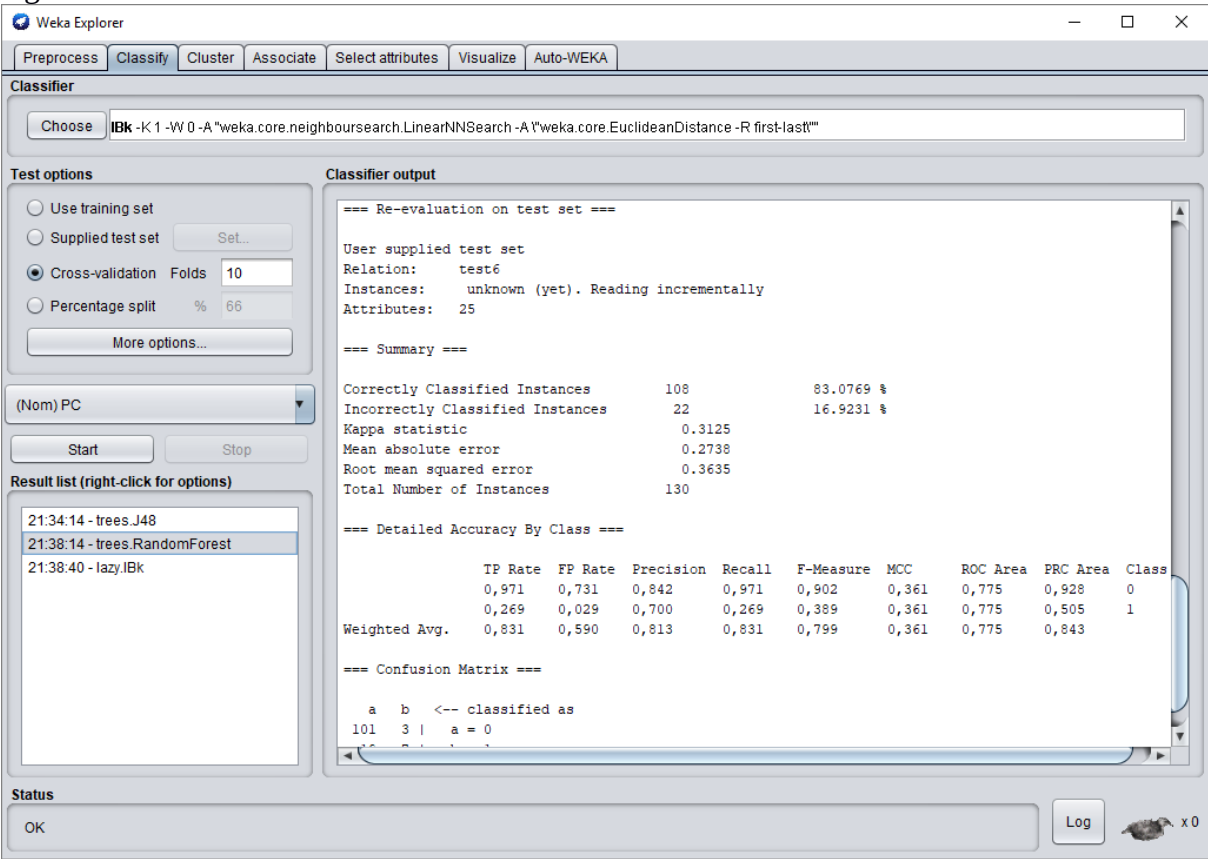 Weka Explorer
Preprocess Classify Cluster Associate Select attributes Visualize Auto-WEKA
Classifier
Choose IBk -K 1 -W 0 -A "weka.core.neighboursearch.LinearNNSearch -A \"weka.core.EuclideanDistance -R first-last\""
Test options
Use training set
Supplied test set Set...
Cross-validation Folds 10
Percentage split % 66
More options...
(Nom) PC
Start Stop
Result list (right-click for options)
21:34:14 - trees.J48
21:38:14 - trees.RandomForest
21:38:40 - lazy.IBk
Classifier output
=== Re-evaluation on test set ===
User supplied test set
Relation: test6
Instances: unknown (yet). Reading incrementally
Attributes: 25
=== Summary ===
Correctly Classified Instances 108 83.0769 %
Incorrectly Classified Instances 22 16.9231 %
Kappa statistic 0.3125
Mean absolute error 0.2738
Root mean squared error 0.3635
Total Number of Instances 130
=== Detailed Accuracy By Class ===
TP Rate FP Rate Precision Recall F-Measure MCC ROC Area PRC Area Class
0,971 0,731 0,842 0,971 0,902 0,361 0,775 0,928 0
0,269 0,029 0,700 0,269 0,389 0,361 0,775 0,505 1
Weighted Avg. 0,831 0,590 0,813 0,831 0,799 0,361 0,775 0,843
=== Confusion Matrix ===
a b <-- classified as
101 3 | a = 0
Status
OK
Log x 0